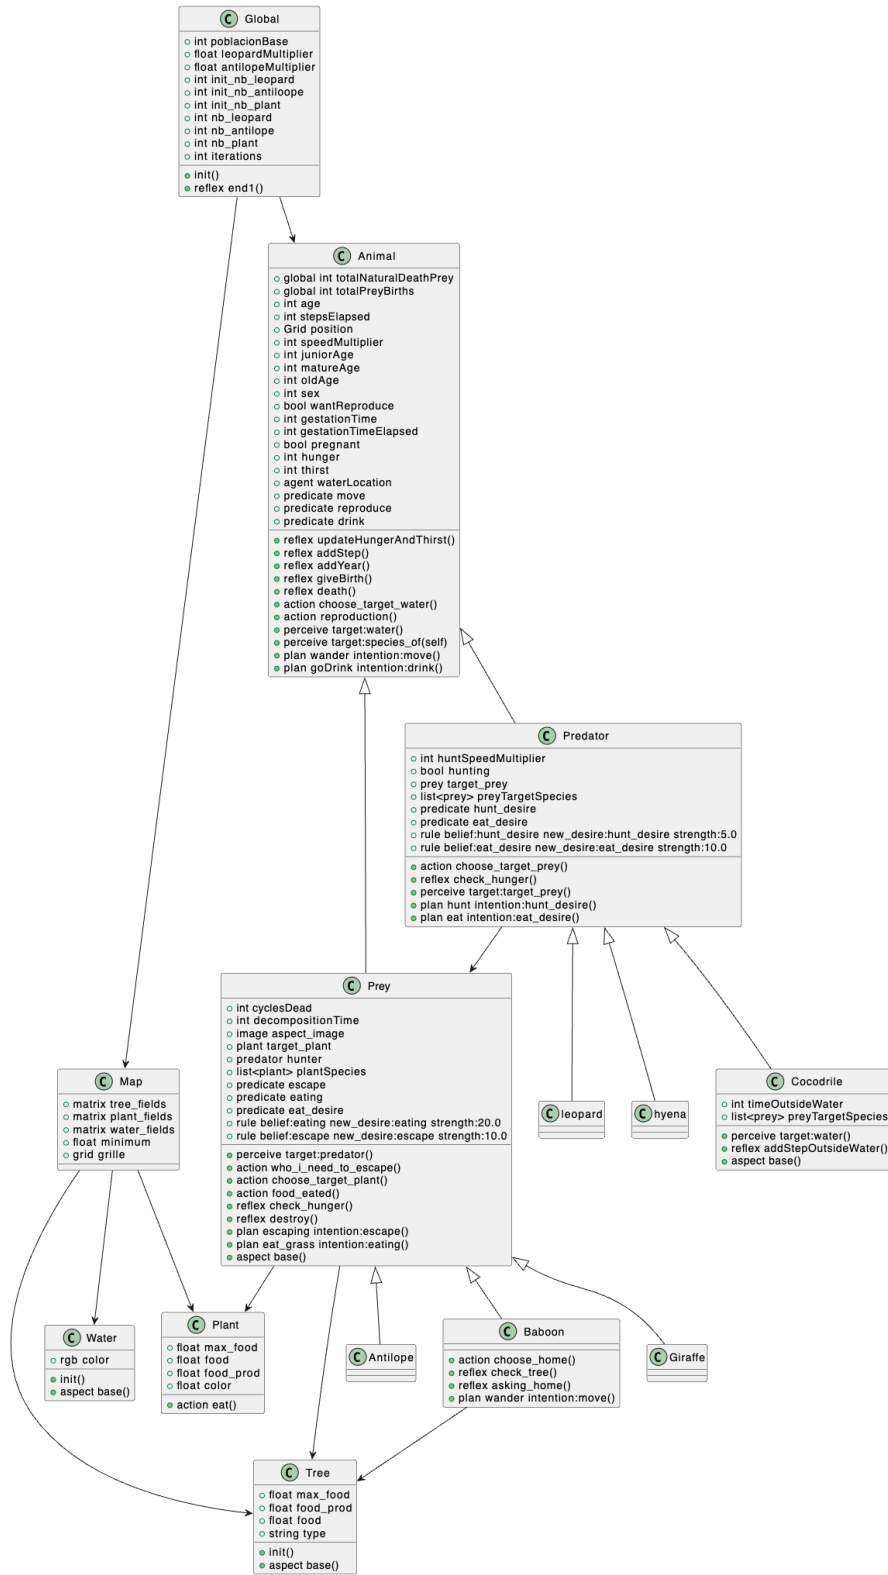 C Global
int poblacionBase
float leopardMultiplier
float antilopeMultiplier
int init_nb_leopard
int init_nb_antiloope
int init_nb_plant
int nb_leopard
int nb_antilope
int nb_plant
int iterations
init()
reflex end1()
C Animal
global int totalNaturalDeathPrey
global int totalPreyBirths
int age
int stepsElapsed
Grid position
int speedMultiplier
int juniorAge
int matureAge
int oldAge
int sex
bool wantReproduce
int gestationTime
int gestationTimeElapsed
bool pregnant
int hunger
int thirst
agent waterLocation
predicate move
predicate reproduce
predicate drink
reflex updateHungerAndThirst()
reflex addStep()
reflex addYear()
reflex giveBirth()
reflex death()
action choose_target_water()
action reproduction()
perceive target:water()
perceive target:species_of(self)
plan wander intention:move()
plan goDrink intention:drink()
C Predator
int huntSpeedMultiplier
bool hunting
prey target_prey
list<prey> preyTargetSpecies
predicate hunt_desire
predicate eat_desire
rule belief:hunt_desire new_desire:hunt_desire strength:5.0
rule belief:eat_desire new_desire:eat_desire strength:10.0
action choose_target_prey()
reflex check_hunger()
perceive target:target_prey()
plan hunt intention:hunt_desire()
plan eat intention:eat_desire()
C Prey
int cyclesDead
int decompositionTime
image aspect_image
plant target_plant
predator hunter
list<plant> plantSpecies
predicate escape
predicate eating
predicate eat_desire
rule belief:eating new_desire:eating strength:20.0
rule belief:escape new_desire:escape strength:10.0
perceive target:predator()
action who_i_need_to_escape()
action choose_target_plant()
action food_eated()
reflex check_hunger()
reflex destroy()
plan escaping intention:escape()
plan eat_grass intention:eating()
aspect base()
C Map
matrix tree_fields
matrix plant_fields
matrix water_fields
float minimum
grid grille
C leopard
C hyena
C Cocodrile
int timeOutsideWater
list<prey> preyTargetSpecies
perceive target:water()
reflex addStepOutsideWater()
aspect base()
C Water
rgb color
init()
aspect base()
C Plant
float max_food
float food
float food_prod
float color
action eat()
C Antilope
C Baboon
action choose_home()
reflex check_tree()
reflex asking_home()
plan wander intention:move()
C Giraffe
C Tree
float max_food
float food_prod
float food
string type
init()
aspect base()